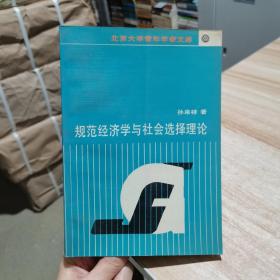 北京大学青年学者文库
孙来祥 著
规范经济学与社会选择理论